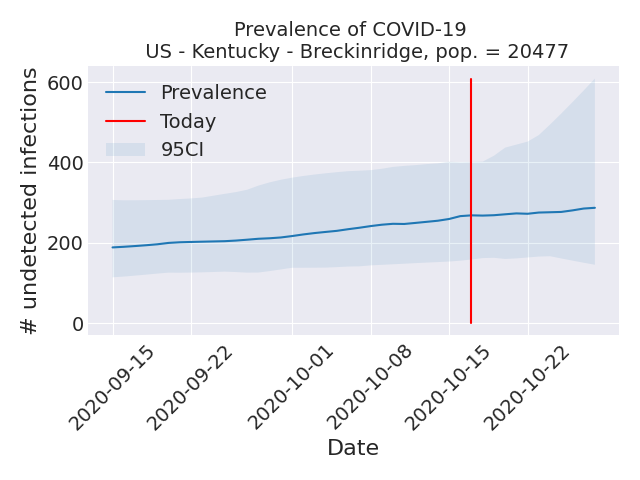 Prevalence of COVID-19
US - Kentucky - Breckinridge, pop. = 20477
# undetected infections
600
400
200
0
Prevalence
Today
95CI
2020-09-15
2020-09-22
2020-10-01
2020-10-08
2020-10-15
2020-10-22
Date